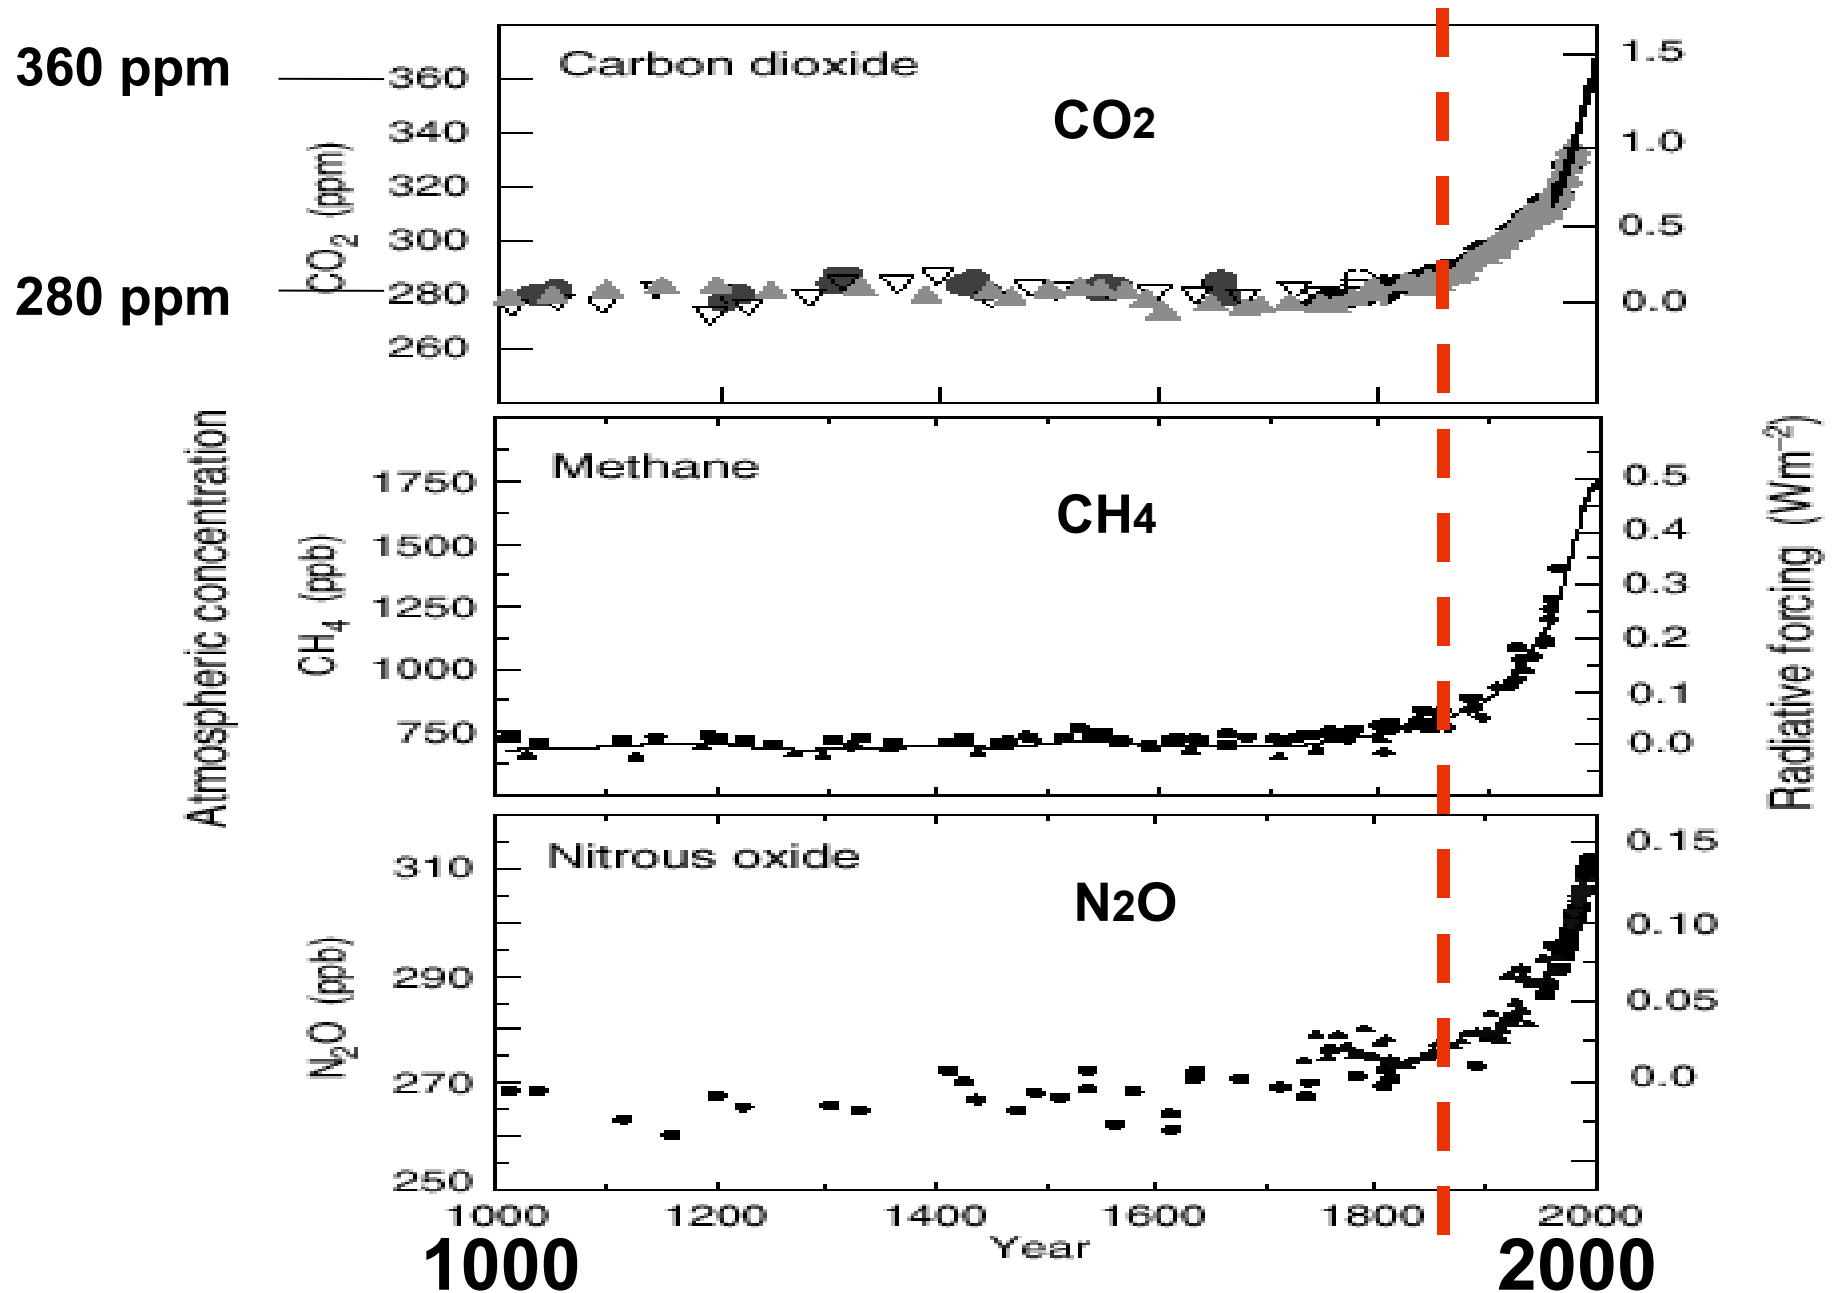 360 ppm
280 ppm
Atmospheric concentration
CO2 (ppm)
360
340
320
300
280
260
Carbon dioxide
CO2
1.5
1.0
0.5
0.0
CH4 (ppb)
1750
1500
1250
1000
750
Methane
CH4
0.5
0.4
0.3
0.2
0.1
0.0
Radiative forcing (Wm−2)
N2O (ppb)
310
290
270
250
Nitrous oxide
N2O
0.15
0.10
0.05
0.0
1000 1200 1400 1600 1800 2000
Year
1000 2000